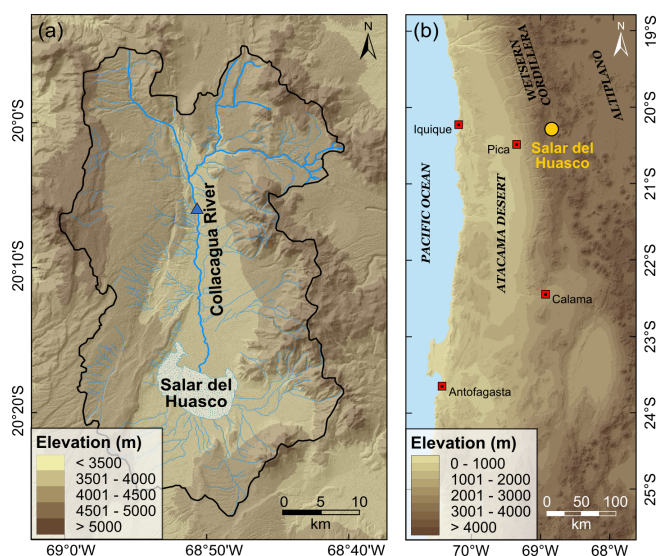 (a)
N
20°0'S
20°10'S
20°20'S
Collacagua River
Salar del
Huasco
Elevation (m)
< 3500
3501 - 4000
4001 - 4500
4501 - 5000
> 5000
0 5 10
km
69°0'W 68°50'W 68°40'W
(b)
N
WETSERN
CORDILLERA
ALTIPLANO
Iquique
Pica
Salar del
Huasco
PACIFIC OCEAN
ATACAMA DESERT
Calama
Antofagasta
Elevation (m)
0 - 1000
1001 - 2000
2001 - 3000
3001 - 4000
> 4000
0 50 100
km
19°S
20°S
21°S
22°S
23°S
24°S
25°S
70°W 69°W 68°W